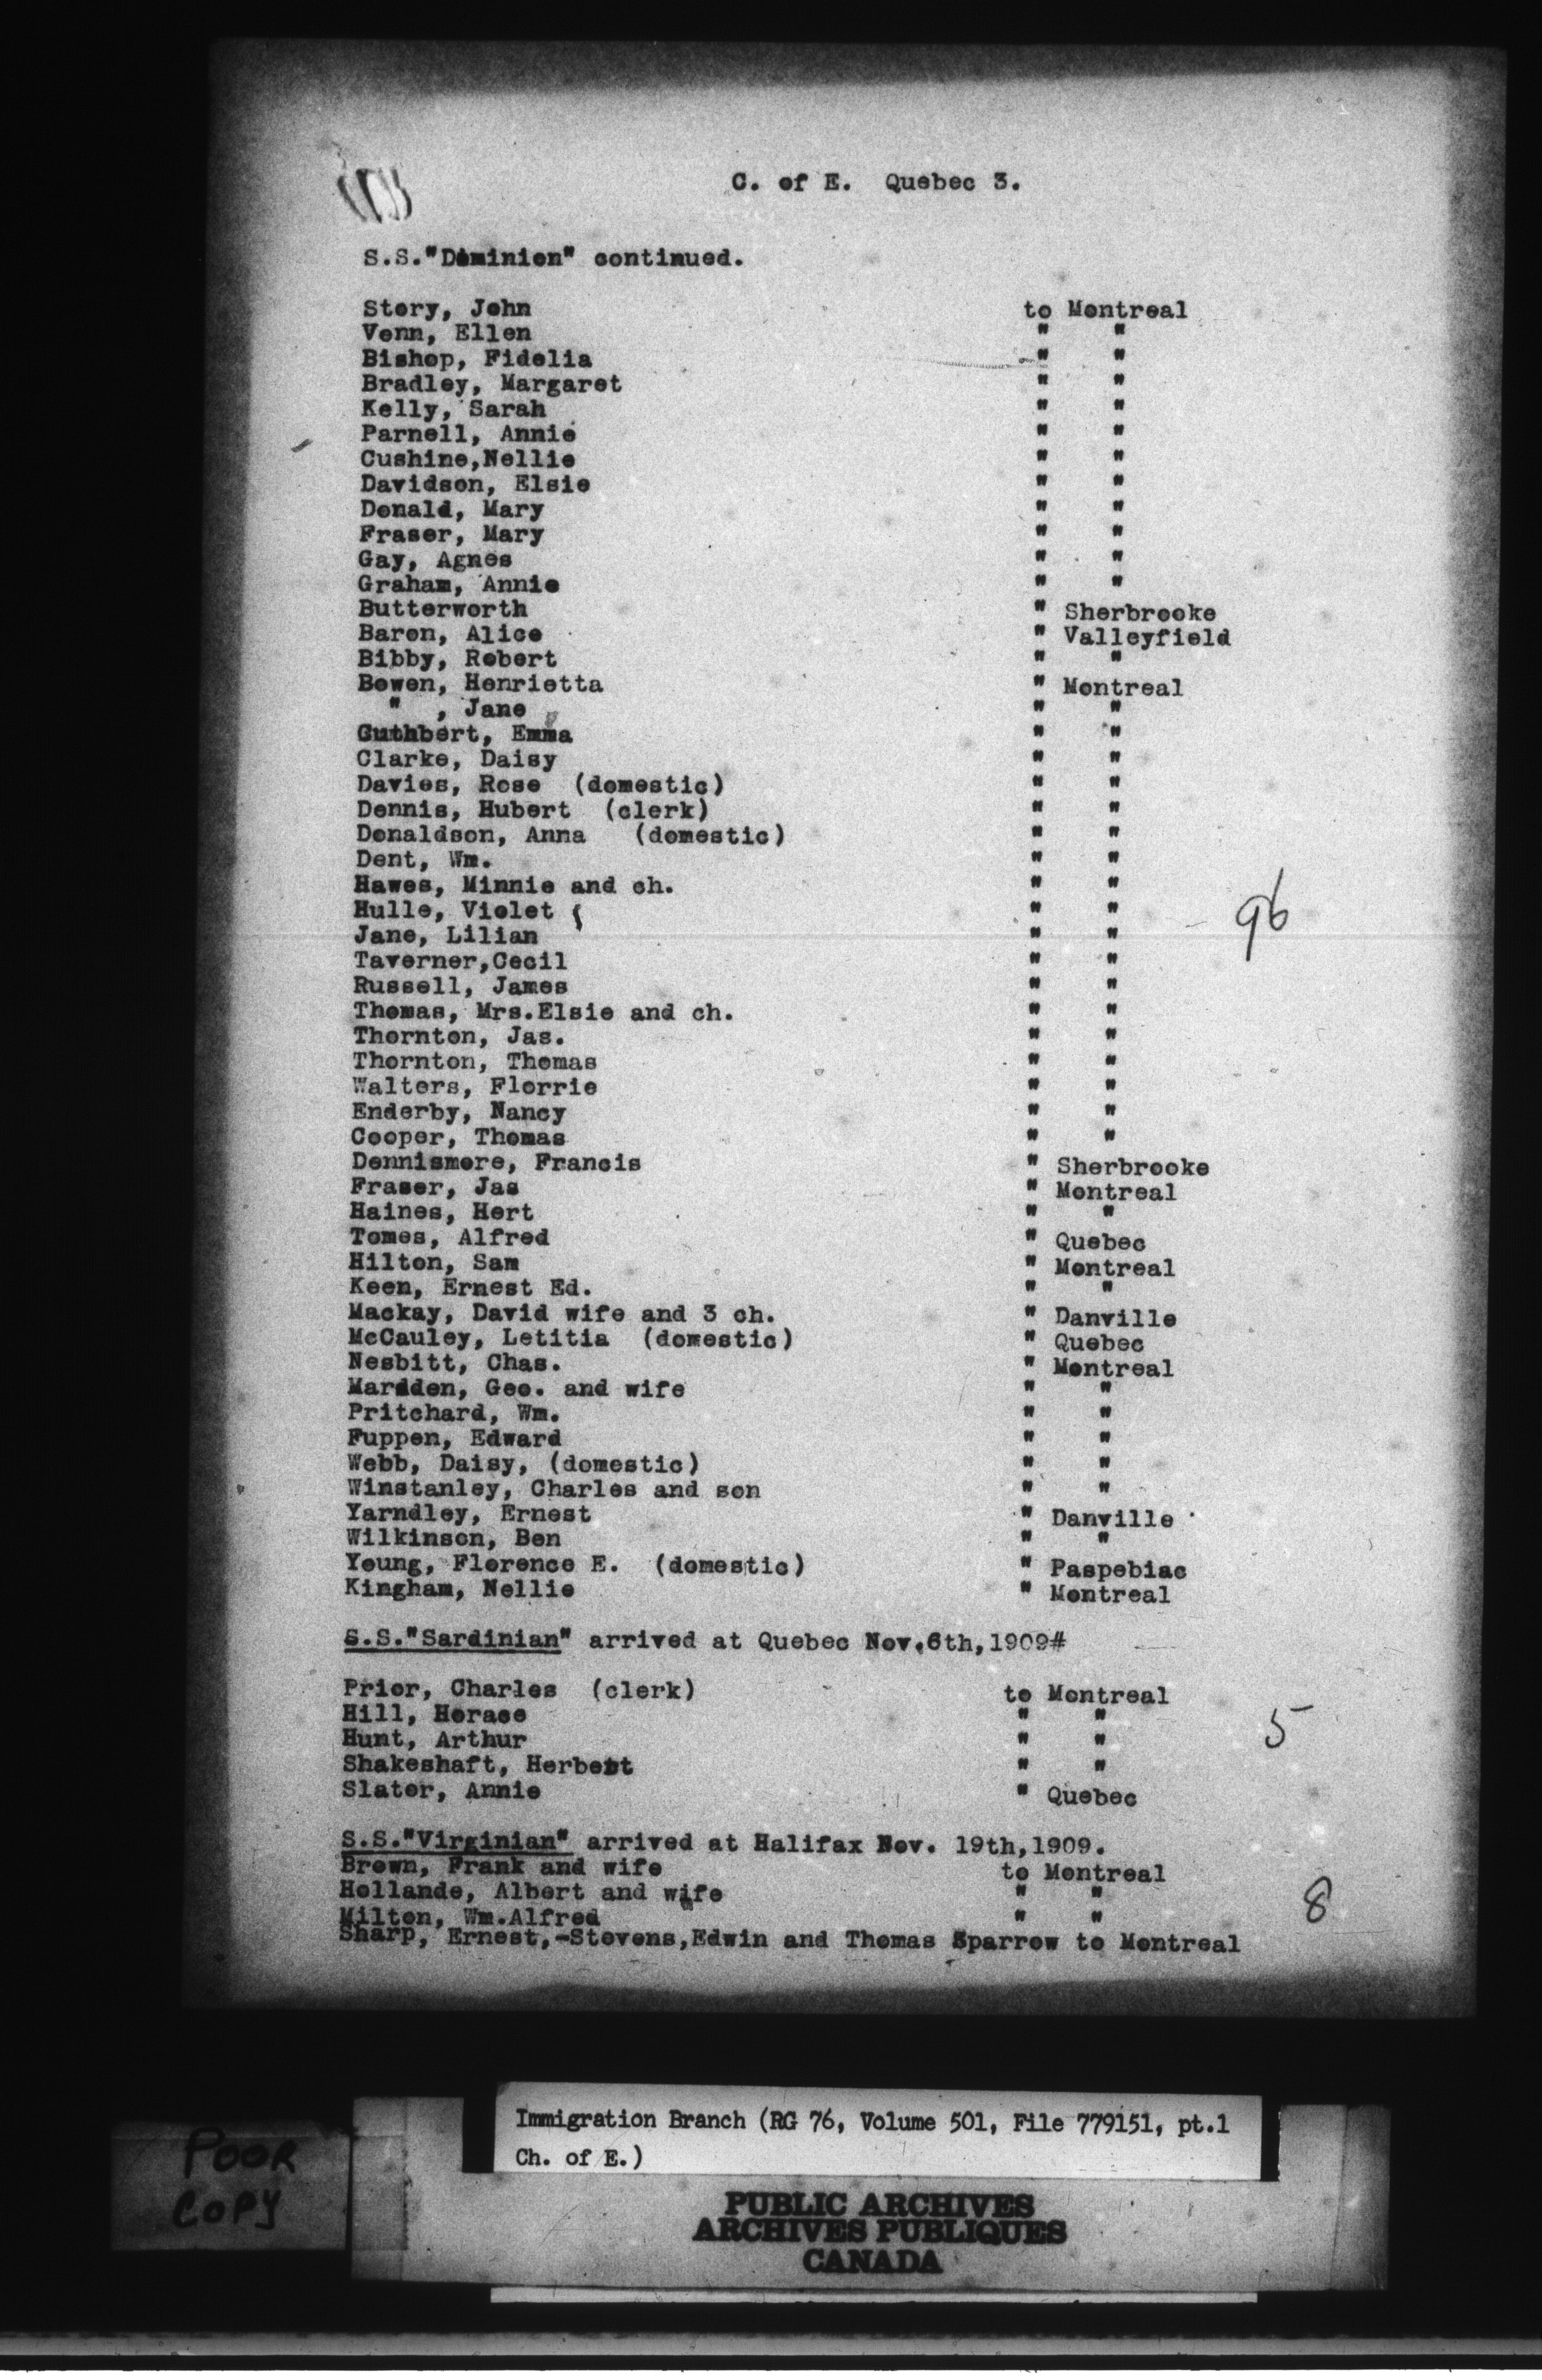 C. of E. Quebec 3.
S.S."Dominion" continued.
Story, John to Montreal
Venn, Ellen " "
Bishop, Fidelia " "
Bradley, Margaret " "
Kelly, Sarah " "
Parnell, Annie " "
Cushine,Nellie " "
Davidson, Elsie " "
Donald, Mary " "
Fraser, Mary " "
Gay, Agnes " "
Graham, Annie " "
Butterworth " Sherbrooke
Baron, Alice " Valleyfield
Bibby, Robert " "
Bowen, Henrietta " Montreal
" , Jane " "
Cuthbert, Emma " "
Clarke, Daisy " "
Davies, Rose (domestic) " "
Dennis, Hubert (clerk) " "
Donaldson, Anna (domestic) " "
Dent, Wm. " "
Hawes, Minnie and ch. " "
Hulle, Violet " " 96
Jane, Lilian " "
Taverner,Cecil " "
Russell, James " "
Thomas, Mrs.Elsie and ch. " "
Thornton, Jas. " "
Thornton, Thomas " "
Walters, Florrie " "
Enderby, Nancy " "
Cooper, Thomas " "
Dennismore, Francis " Sherbrooke
Fraser, Jas " Montreal
Haines, Hert " "
Tomes, Alfred " Quebec
Hilton, Sam " Montreal
Keen, Ernest Ed. " "
Mackay, David wife and 3 ch. " Danville
McCauley, Letitia (domestic) " Quebec
Nesbitt, Chas. " Montreal
Mardden, Geo. and wife " "
Pritchard, Wm. " "
Fuppen, Edward " "
Webb, Daisy, (domestic) " "
Winstanley, Charles and son " "
Yarndley, Ernest " Danville
Wilkinson, Ben " "
Young, Florence E. (domestic) " Paspebiac
Kingham, Nellie " Montreal
S.S."Sardinian" arrived at Quebec Nov.6th,1909#
Prior, Charles (clerk) to Montreal
Hill, Horace " " 5
Hunt, Arthur " "
Shakeshaft, Herbert " "
Slater, Annie " Quebec
S.S."Virginian" arrived at Halifax Nov. 19th,1909.
Brown, Frank and wife to Montreal
Hollande, Albert and wife " " 8
Milton, Wm.Alfred " "
Sharp, Ernest,-Stevens,Edwin and Thomas Sparrow to Montreal
Immigration Branch (RG 76, Volume 501, File 779151, pt.1
Ch. of E.)
POOR
COPY
PUBLIC ARCHIVES
ARCHIVES PUBLIQUES
CANADA